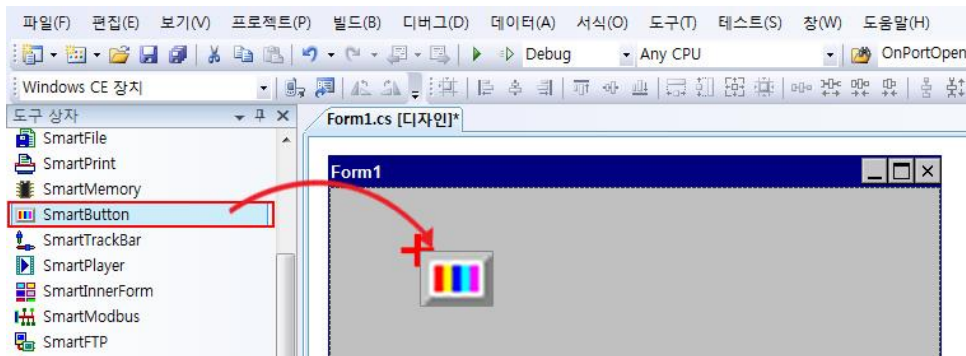 파일(F) 편집(E) 보기(V) 프로젝트(P) 빌드(B) 디버그(D) 데이터(A) 서식(O) 도구(T) 테스트(S) 창(W) 도움말(H)
Debug Any CPU OnPortOpen
Windows CE 장치
도구 상자
Form1.cs [디자인]*
SmartFile
SmartPrint
SmartMemory
SmartButton
SmartTrackBar
SmartPlayer
SmartInnerForm
SmartModbus
SmartFTP
Form1